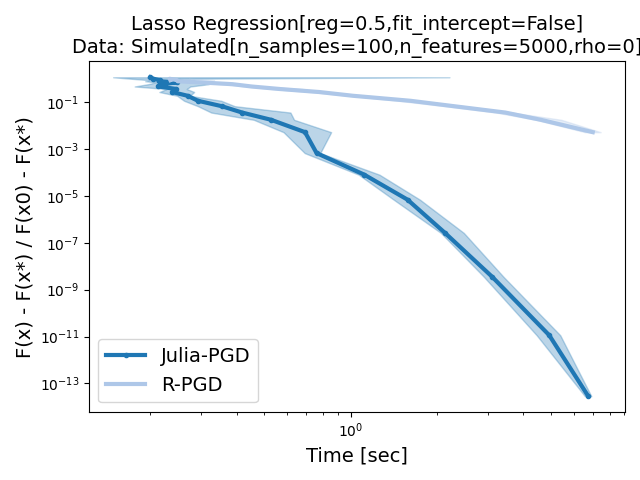 Lasso Regression[reg=0.5,fit_intercept=False]
Data: Simulated[n_samples=100,n_features=5000,rho=0]
F(x) - F(x*) / F(x0) - F(x*)
10⁻¹
10⁻³
10⁻⁵
10⁻⁷
10⁻⁹
10⁻¹¹
10⁻¹³
Julia-PGD
R-PGD
10⁰
Time [sec]